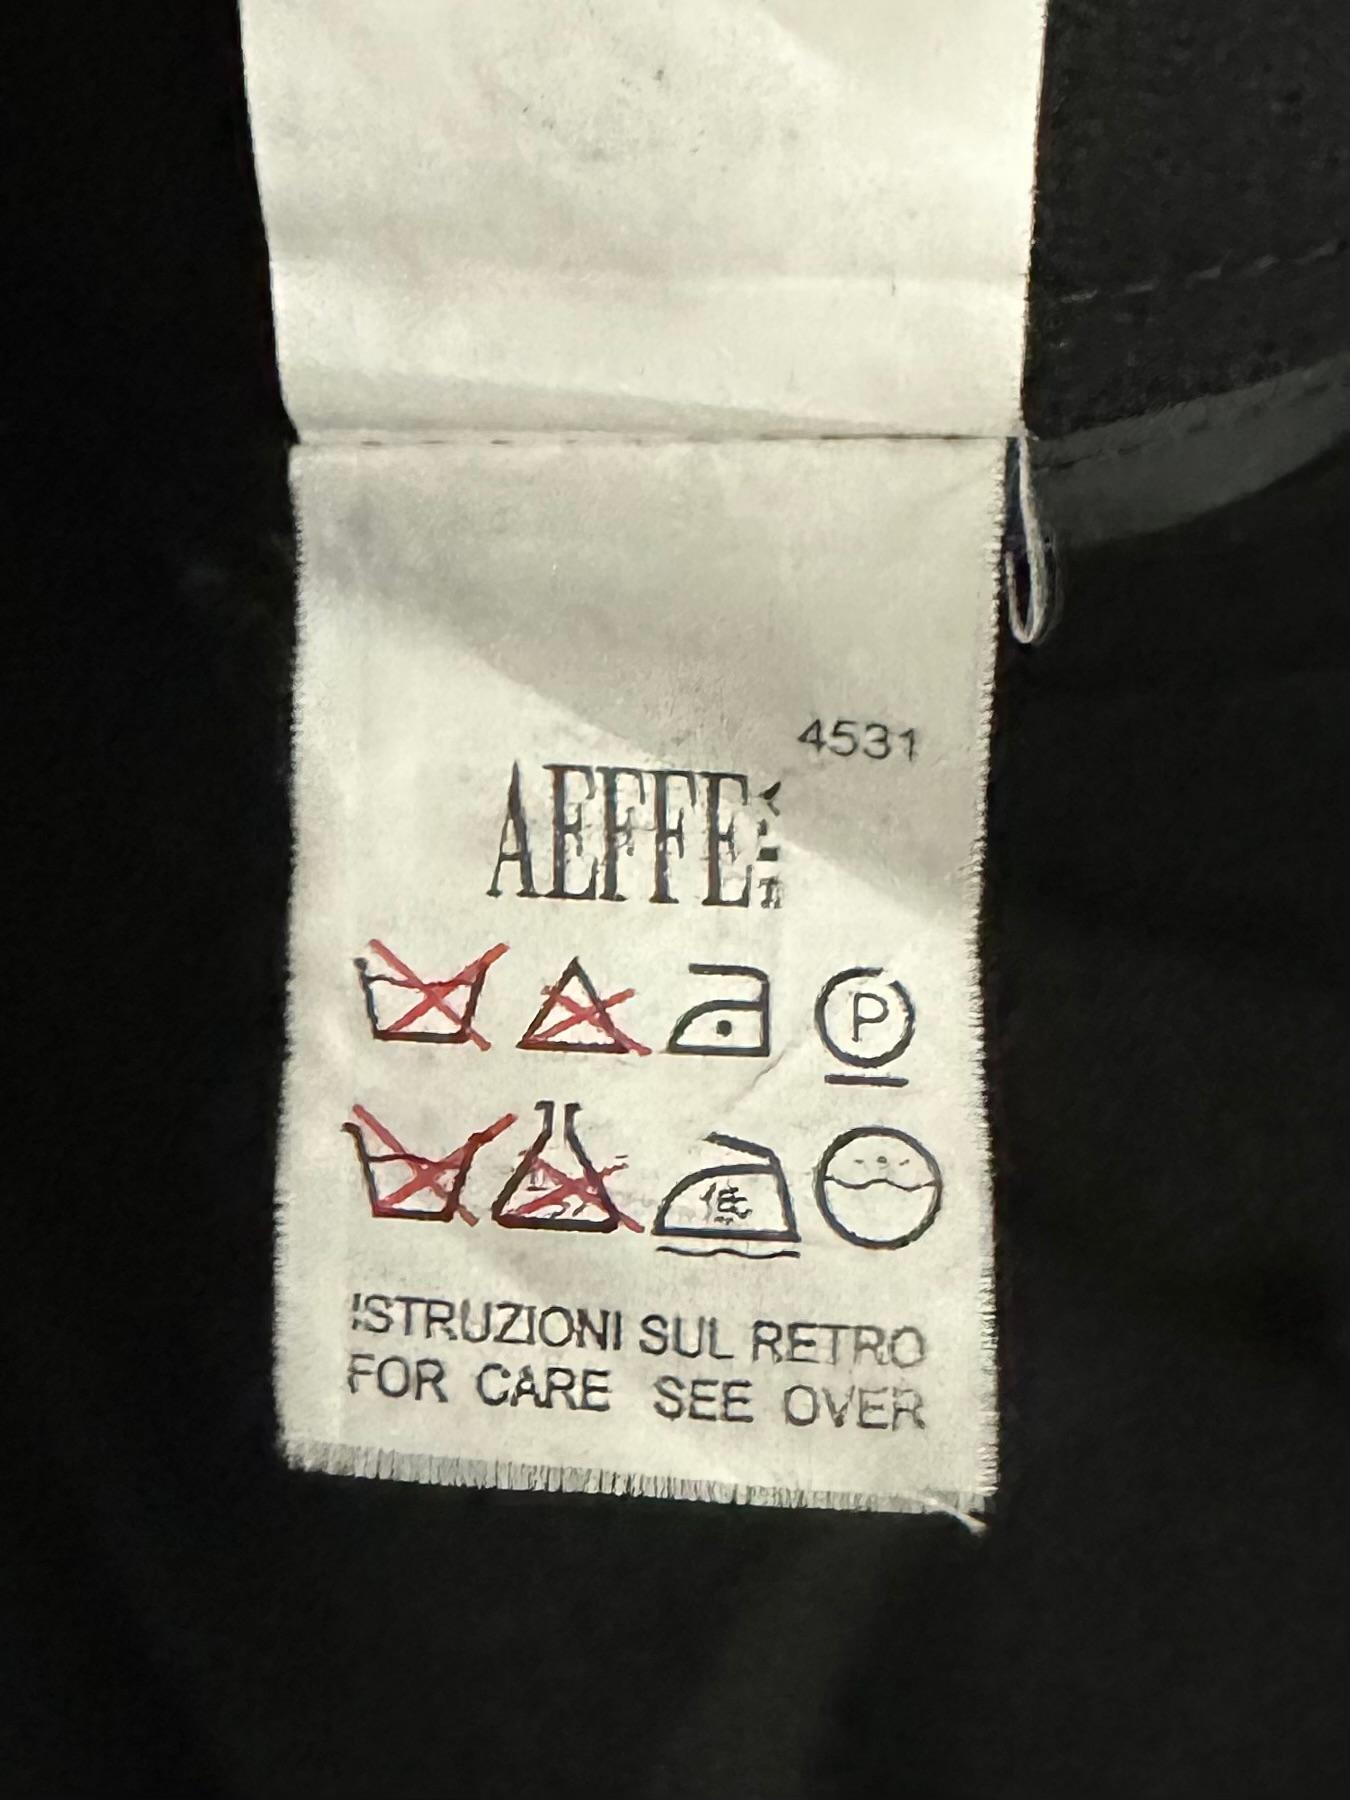 4531
AEFFE
P
ISTRUZIONI SUL RETRO
FOR CARE SEE OVER